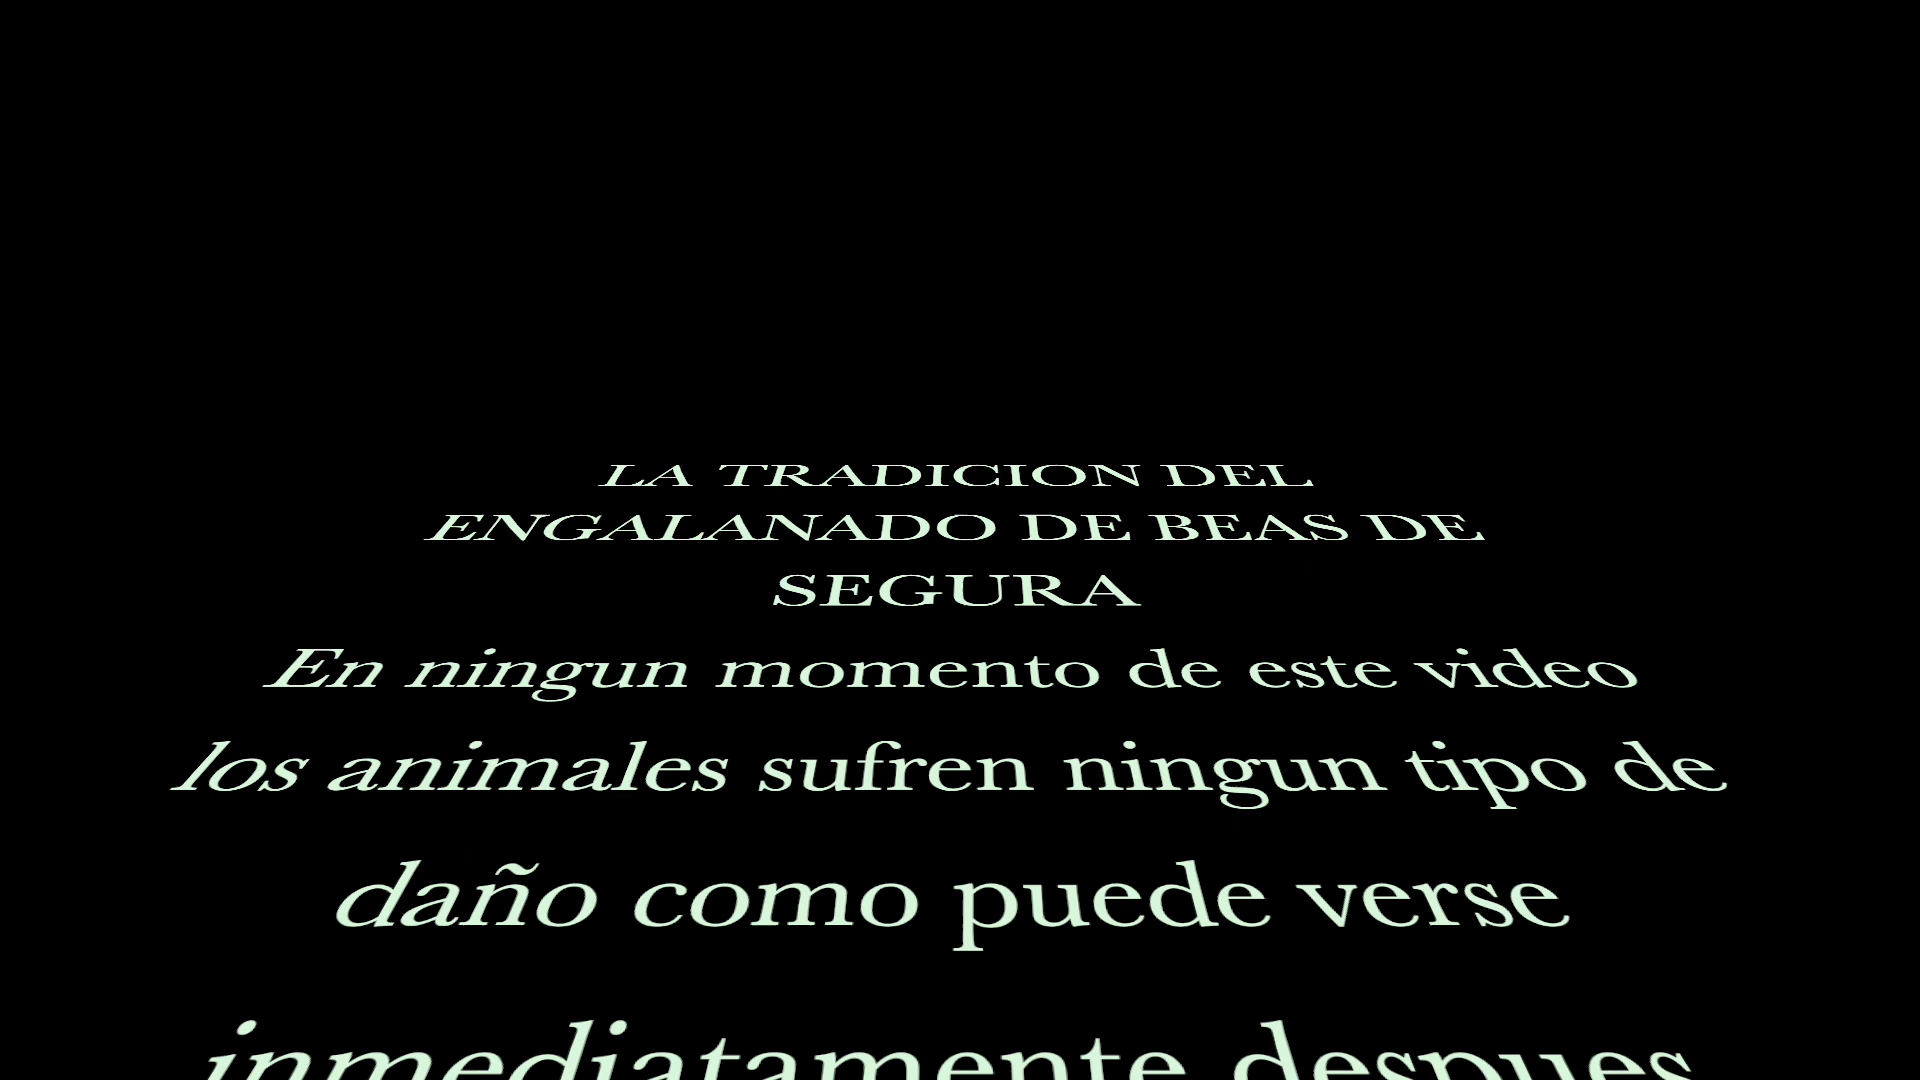 LA TRADICION DEL
ENGALANADO DE BEAS DE
SEGURA
En ningun momento de este video
los animales sufren ningun tipo de
daño como puede verse
inmediatamente despues